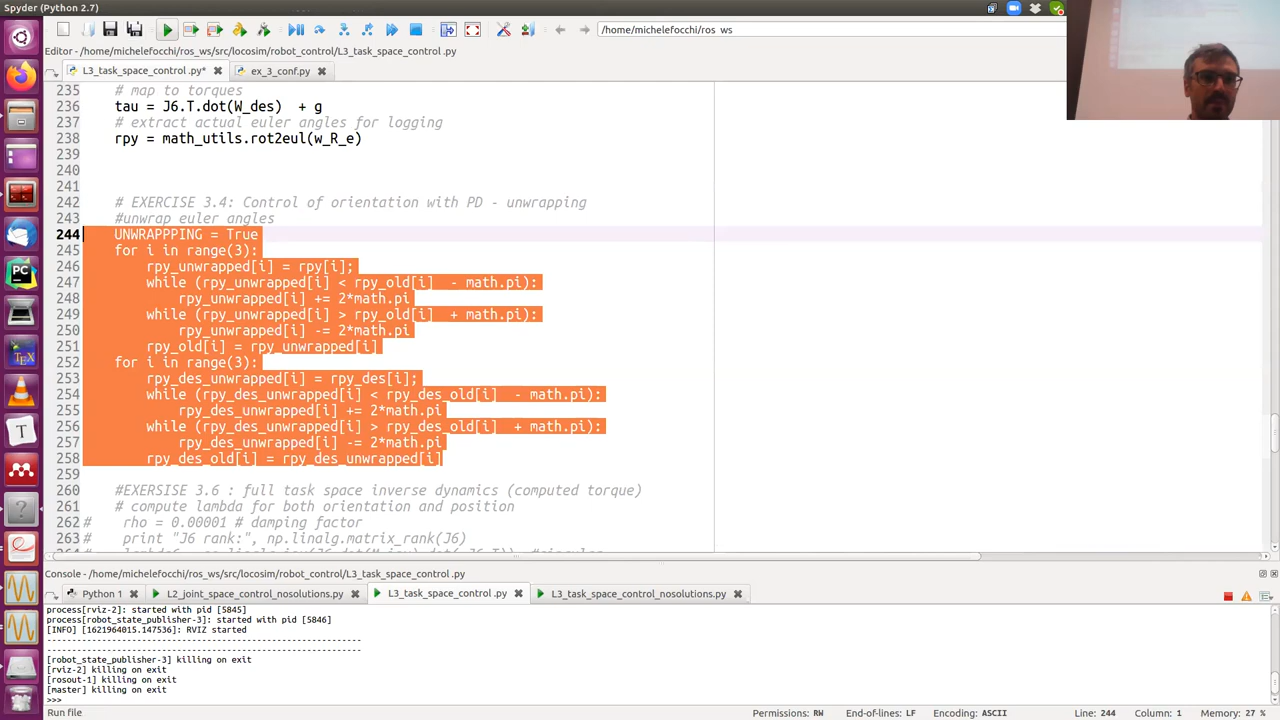 Spyder (Python 2.7)
/home/michelefocchi/ros_ws
Editor - /home/michelefocchi/ros_ws/src/locosim/robot_control/L3_task_space_control.py
L3_task_space_control.py*
ex_3_conf.py
235 # map to torques
236 tau = J6.T.dot(W_des)  + g
237 # extract actual euler angles for logging
238 rpy = math_utils.rot2eul(w_R_e)
239
240
241
242 # EXERCISE 3.4: Control of orientation with PD - unwrapping
243 #unwrap euler angles
244 UNWRAPPPING = True
245 for i in range(3):
246 rpy_unwrapped[i] = rpy[i];
247 while (rpy_unwrapped[i] < rpy_old[i]  - math.pi):
248 rpy_unwrapped[i] += 2*math.pi
249 while (rpy_unwrapped[i] > rpy_old[i]  + math.pi):
250 rpy_unwrapped[i] -= 2*math.pi
251 rpy_old[i] = rpy_unwrapped[i]
252 for i in range(3):
253 rpy_des_unwrapped[i] = rpy_des[i];
254 while (rpy_des_unwrapped[i] < rpy_des_old[i]  - math.pi):
255 rpy_des_unwrapped[i] += 2*math.pi
256 while (rpy_des_unwrapped[i] > rpy_des_old[i]  + math.pi):
257 rpy_des_unwrapped[i] -= 2*math.pi
258 rpy_des_old[i] = rpy_des_unwrapped[i]
259
260 #EXERSISE 3.6 : full task space inverse dynamics (computed torque)
261 # compute lambda for both orientation and position
262 #    rho = 0.00001 # damping factor
263 #    print "J6 rank:", np.linalg.matrix_rank(J6)
Console - /home/michelefocchi/ros_ws/src/locosim/robot_control/L3_task_space_control.py
Python 1
L2_joint_space_control_nosolutions.py
L3_task_space_control.py
L3_task_space_control_nosolutions.py
process[rviz-2]: started with pid [5845]
process[robot_state_publisher-3]: started with pid [5846]
[INFO] [1621964015.147536]: RVIZ started
[robot_state_publisher-3] killing on exit
[rviz-2] killing on exit
[rosout-1] killing on exit
[master] killing on exit
>>>
Run file
Permissions: RW
End-of-lines: LF
Encoding: ASCII
Line: 244
Column: 1
Memory: 27 %